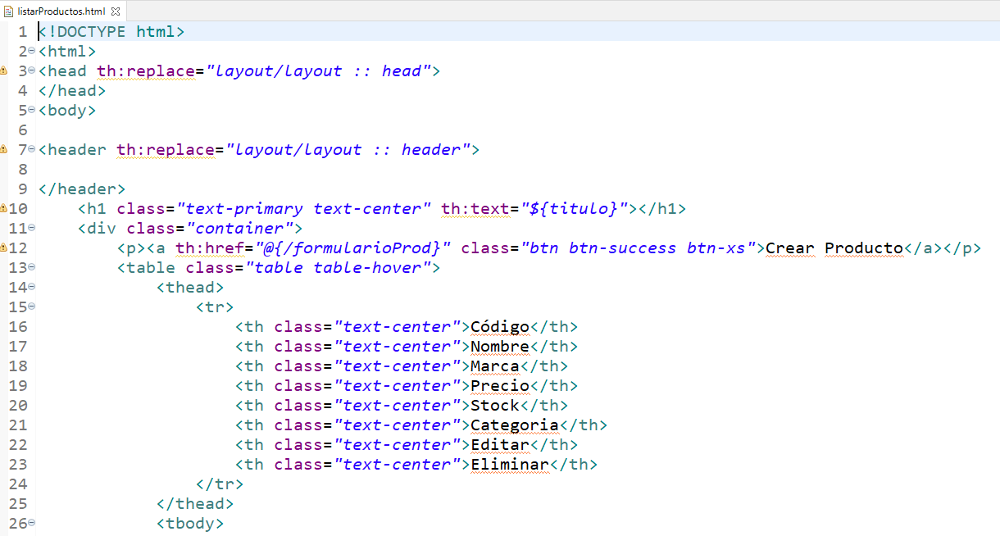 listarProductos.html
1 <!DOCTYPE html>
2 <html>
3 <head th:replace="layout/layout :: head">
4 </head>
5 <body>
6
7 <header th:replace="layout/layout :: header">
8
9 </header>
10     <h1 class="text-primary text-center" th:text="${titulo}"></h1>
11     <div class="container">
12         <p><a th:href="@{/formularioProd}" class="btn btn-success btn-xs">Crear Producto</a></p>
13         <table class="table table-hover">
14             <thead>
15                 <tr>
16                     <th class="text-center">Código</th>
17                     <th class="text-center">Nombre</th>
18                     <th class="text-center">Marca</th>
19                     <th class="text-center">Precio</th>
20                     <th class="text-center">Stock</th>
21                     <th class="text-center">Categoria</th>
22                     <th class="text-center">Editar</th>
23                     <th class="text-center">Eliminar</th>
24                 </tr>
25             </thead>
26             <tbody>